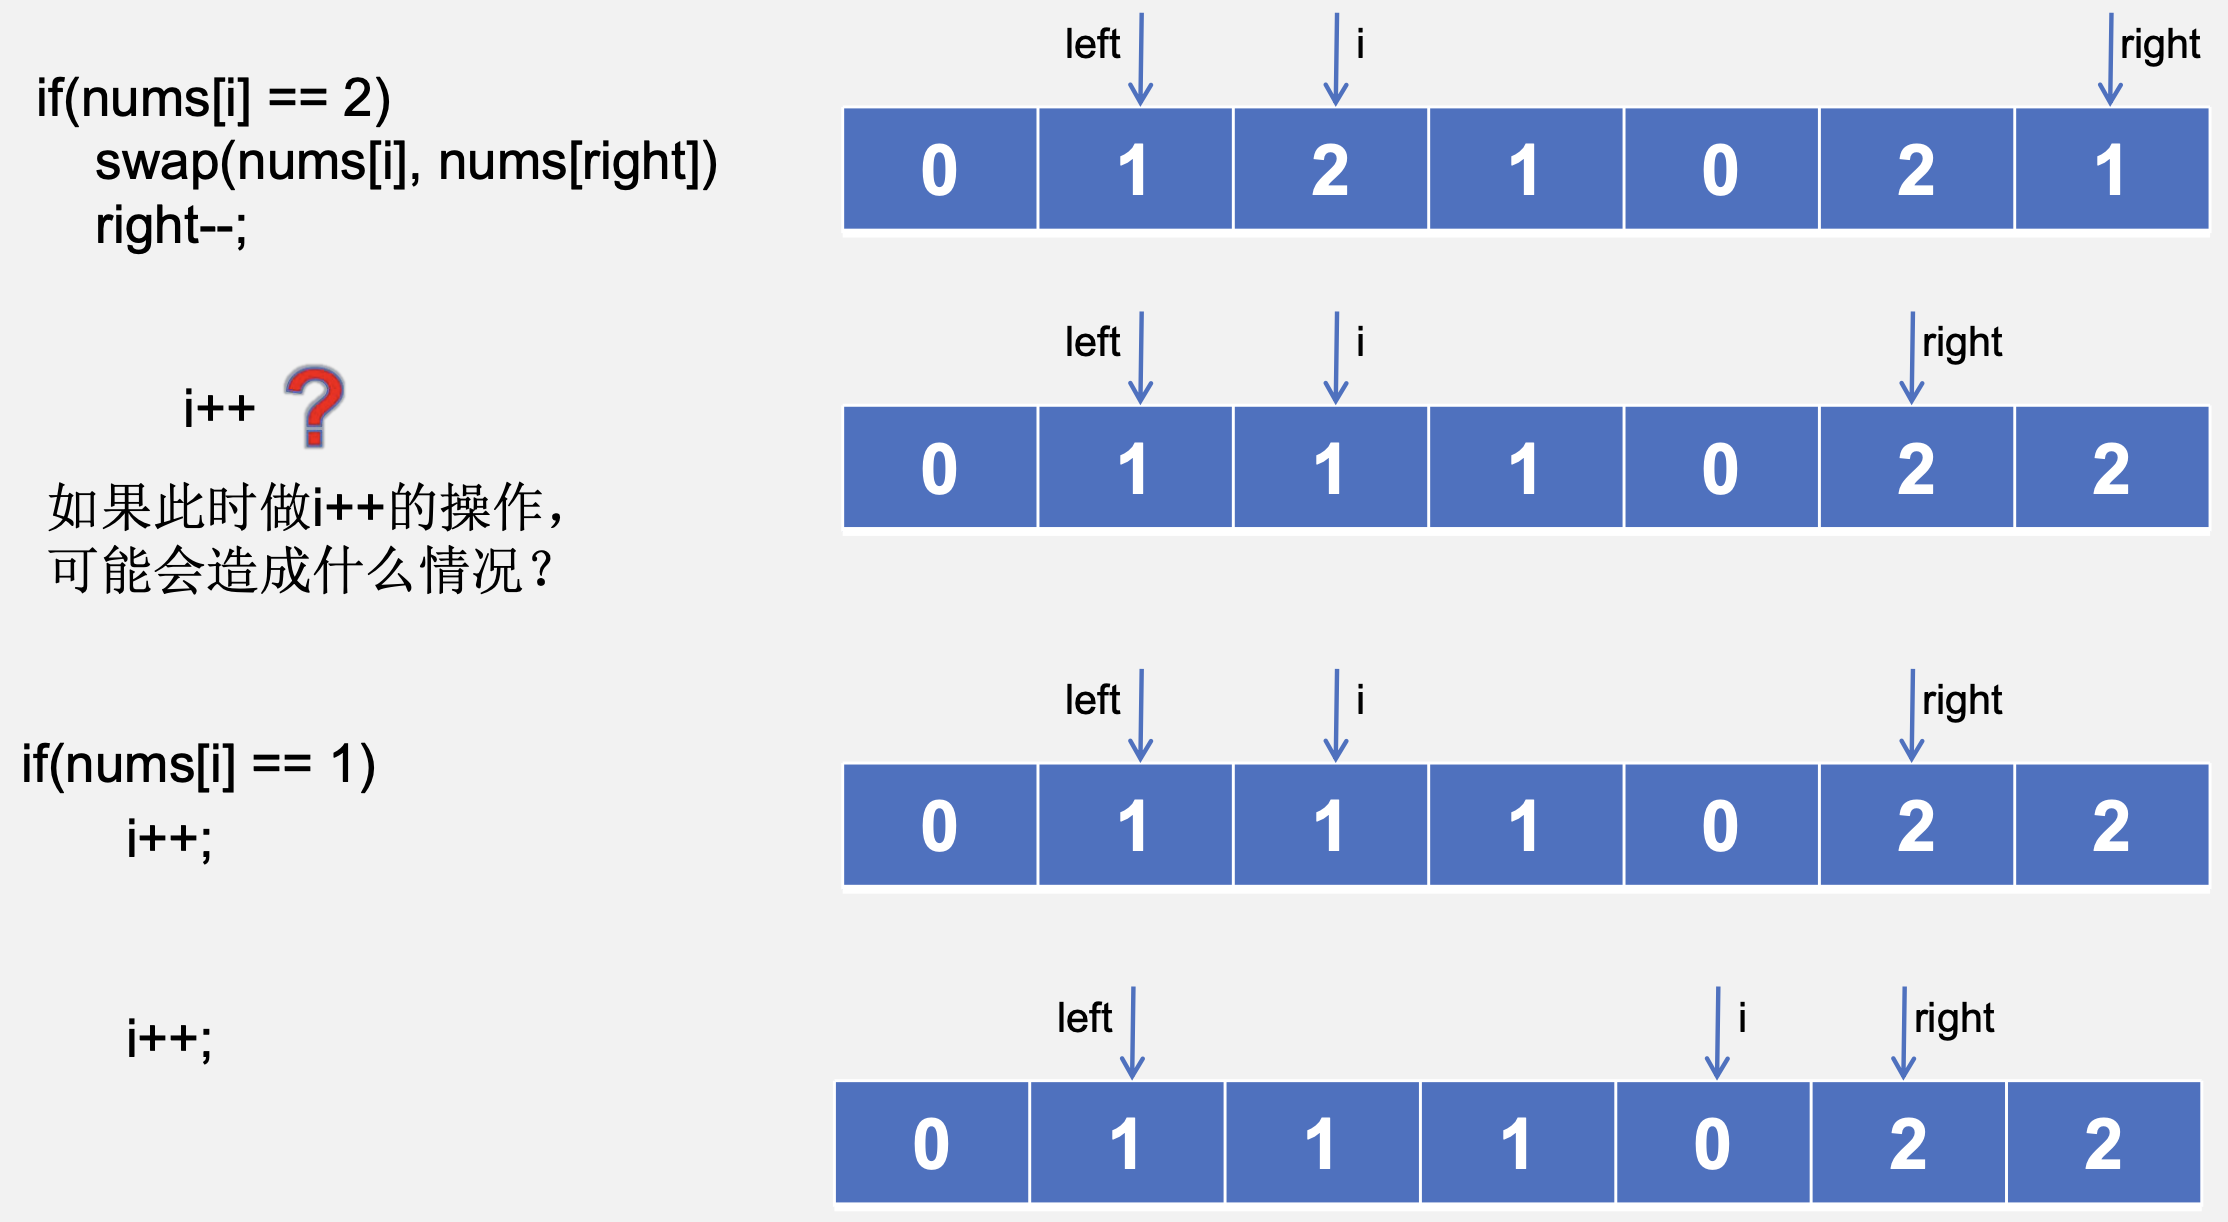 left i right
if(nums[i] == 2)
swap(nums[i], nums[right])
right--;
0 1 2 1 0 2 1
left i right
i++ ?
0 1 1 1 0 2 2
如果此时做i++的操作，
可能会造成什么情况？
left i right
if(nums[i] == 1)
i++;
0 1 1 1 0 2 2
left i right
i++;
0 1 1 1 0 2 2